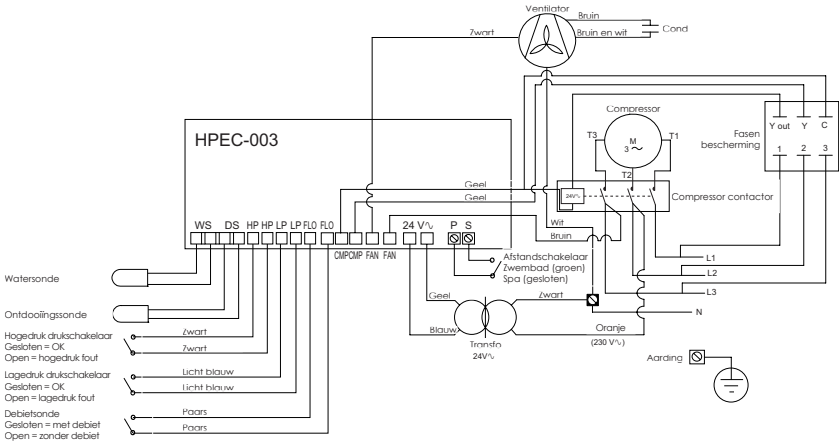 Ventilator
Bruin
Zwart
Bruin en wit
Cond
HPEC-003
Compressor
T3
M
3 ~
T1
T2
Y out
Y
C
Fasen
bescherming
1
2
3
Geel
Geel
24V∿
Compressor contactor
Wit
Bruin
WS
DS
HP
HP
LP
LP
FLO
FLO
CMP
CMP
FAN
FAN
24 V∿
P
S
Afstandschakelaar
Zwembad (groen)
Spa (gesloten)
L1
L2
L3
N
Watersonde
Ontdooiïngssonde
Geel
Zwart
Blauw
Transfo
24V∿
Oranje
(230 V∿)
Aarding
Hogedruk drukschakelaar
Gesloten = OK
Open = hogedruk fout
Zwart
Zwart
Lagedruk drukschakelaar
Gesloten = OK
Open = lagedruk fout
Licht blauw
Licht blauw
Debietsonde
Gesloten = met debiet
Open = zonder debiet
Paars
Paars